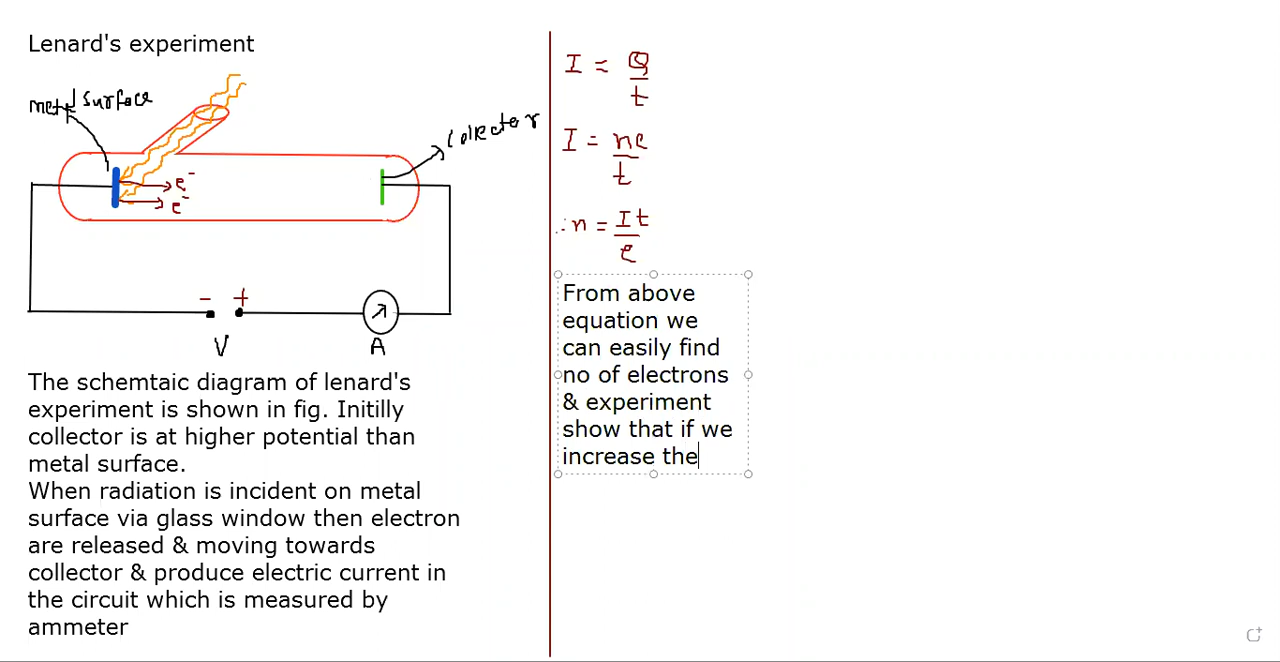 Lenard's experiment
metal surface
collector
e⁻
e⁻
- +
V
A
The schemtaic diagram of lenard's
experiment is shown in fig. Initilly
collector is at higher potential than
metal surface.
When radiation is incident on metal
surface via glass window then electron
are released & moving towards
collector & produce electric current in
the circuit which is measured by
ammeter
I = Q/t
I = ne/t
∴ n = It/e
From above
equation we
can easily find
no of electrons
& experiment
show that if we
increase the